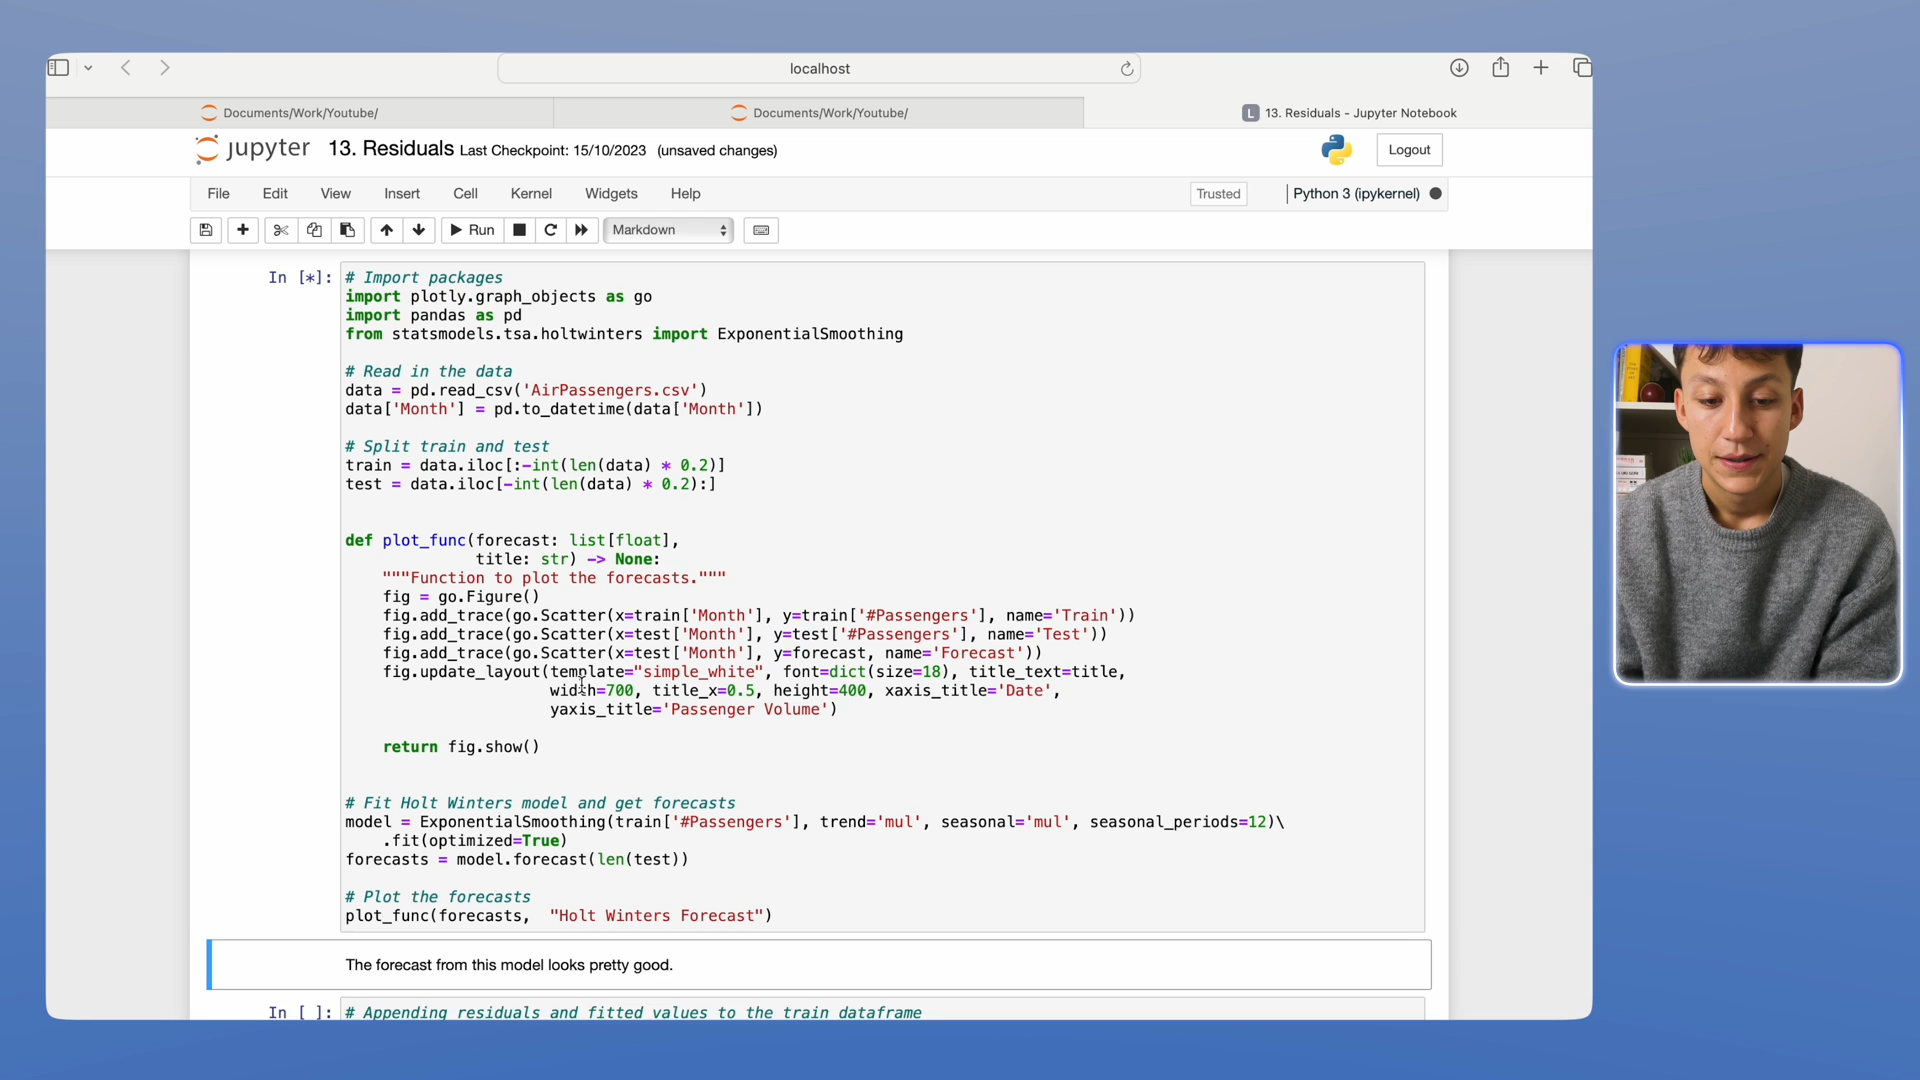 localhost
Documents/Work/Youtube/
Documents/Work/Youtube/
L 13. Residuals - Jupyter Notebook
jupyter 13. Residuals Last Checkpoint: 15/10/2023 (unsaved changes)
Logout
File Edit View Insert Cell Kernel Widgets Help
Trusted
Python 3 (ipykernel)
Run
Markdown
In [*]:
# Import packages
import plotly.graph_objects as go
import pandas as pd
from statsmodels.tsa.holtwinters import ExponentialSmoothing
# Read in the data
data = pd.read_csv('AirPassengers.csv')
data['Month'] = pd.to_datetime(data['Month'])
# Split train and test
train = data.iloc[:-int(len(data) * 0.2)]
test = data.iloc[-int(len(data) * 0.2):]
def plot_func(forecast: list[float],
title: str) -> None:
"""Function to plot the forecasts."""
fig = go.Figure()
fig.add_trace(go.Scatter(x=train['Month'], y=train['#Passengers'], name='Train'))
fig.add_trace(go.Scatter(x=test['Month'], y=test['#Passengers'], name='Test'))
fig.add_trace(go.Scatter(x=test['Month'], y=forecast, name='Forecast'))
fig.update_layout(template="simple_white", font=dict(size=18), title_text=title,
width=700, title_x=0.5, height=400, xaxis_title='Date',
yaxis_title='Passenger Volume')
return fig.show()
# Fit Holt Winters model and get forecasts
model = ExponentialSmoothing(train['#Passengers'], trend='mul', seasonal='mul', seasonal_periods=12)\
.fit(optimized=True)
forecasts = model.forecast(len(test))
# Plot the forecasts
plot_func(forecasts,  "Holt Winters Forecast")
The forecast from this model looks pretty good.
In [ ]:
# Appending residuals and fitted values to the train dataframe